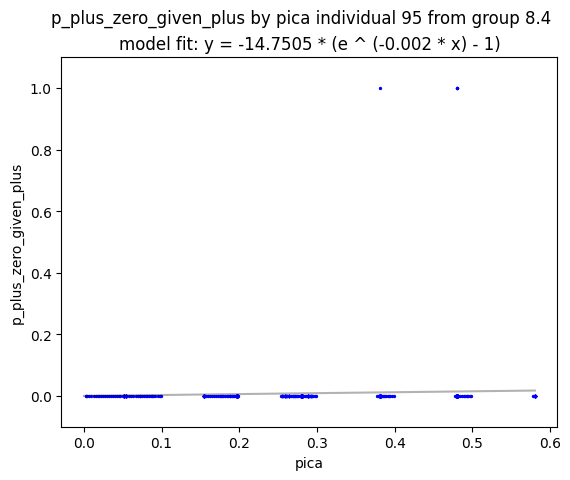 p_plus_zero_given_plus by pica individual 95 from group 8.4
model fit: y = -14.7505 * (e ^ (-0.002 * x) - 1)
1.0
0.8
0.6
0.4
0.2
0.0
p_plus_zero_given_plus
0.0 0.1 0.2 0.3 0.4 0.5 0.6
pica